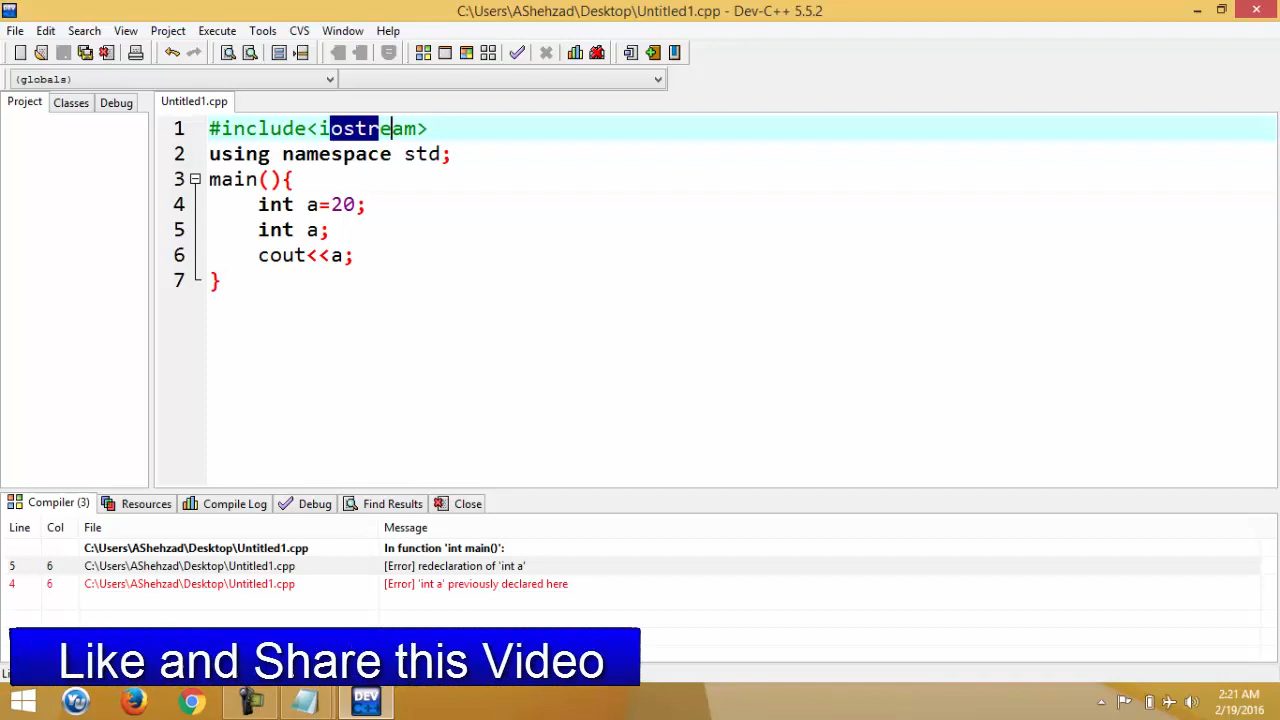 C:\Users\AShehzad\Desktop\Untitled1.cpp - Dev-C++ 5.5.2
File Edit Search View Project Execute Tools CVS Window Help
(globals)
Project Classes Debug Untitled1.cpp
1 #include<iostream>
2 using namespace std;
3 main(){
4 int a=20;
5 int a;
6 cout<<a;
7 }
Compiler (3) Resources Compile Log Debug Find Results Close
Line Col File Message
C:\Users\AShehzad\Desktop\Untitled1.cpp In function 'int main()':
5 6 C:\Users\AShehzad\Desktop\Untitled1.cpp [Error] redeclaration of 'int a'
4 6 C:\Users\AShehzad\Desktop\Untitled1.cpp [Error] 'int a' previously declared here
Like and Share this Video
DEV
2:21 AM
2/19/2016